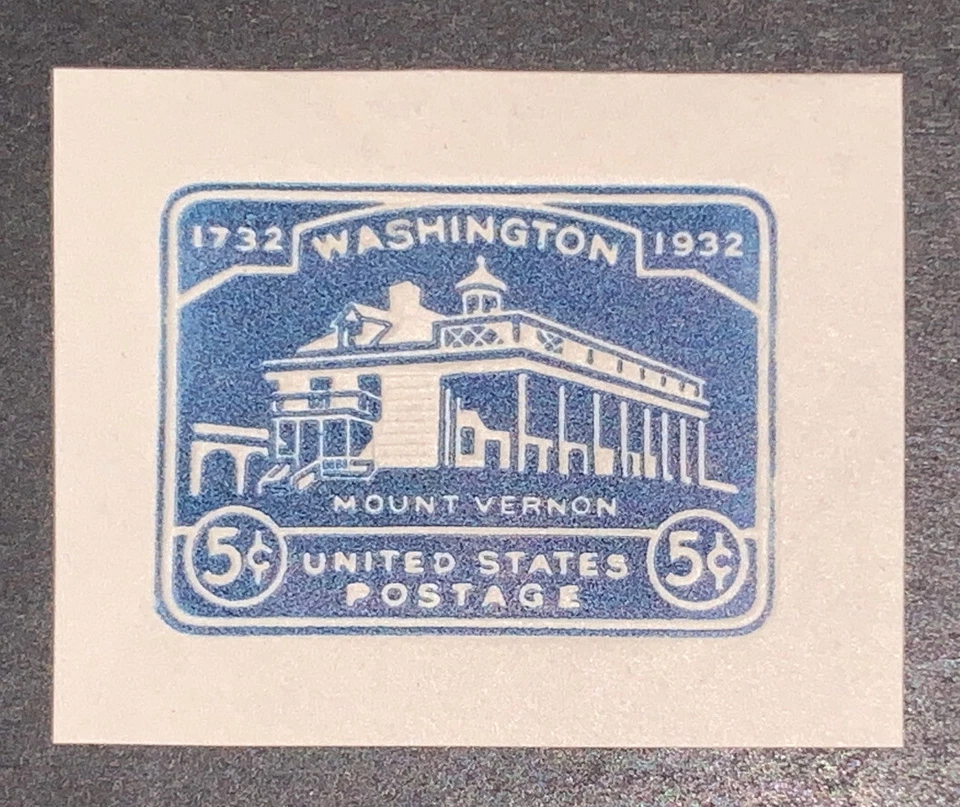 1732 WASHINGTON 1932
MOUNT VERNON
5¢ UNITED STATES 5¢
POSTAGE